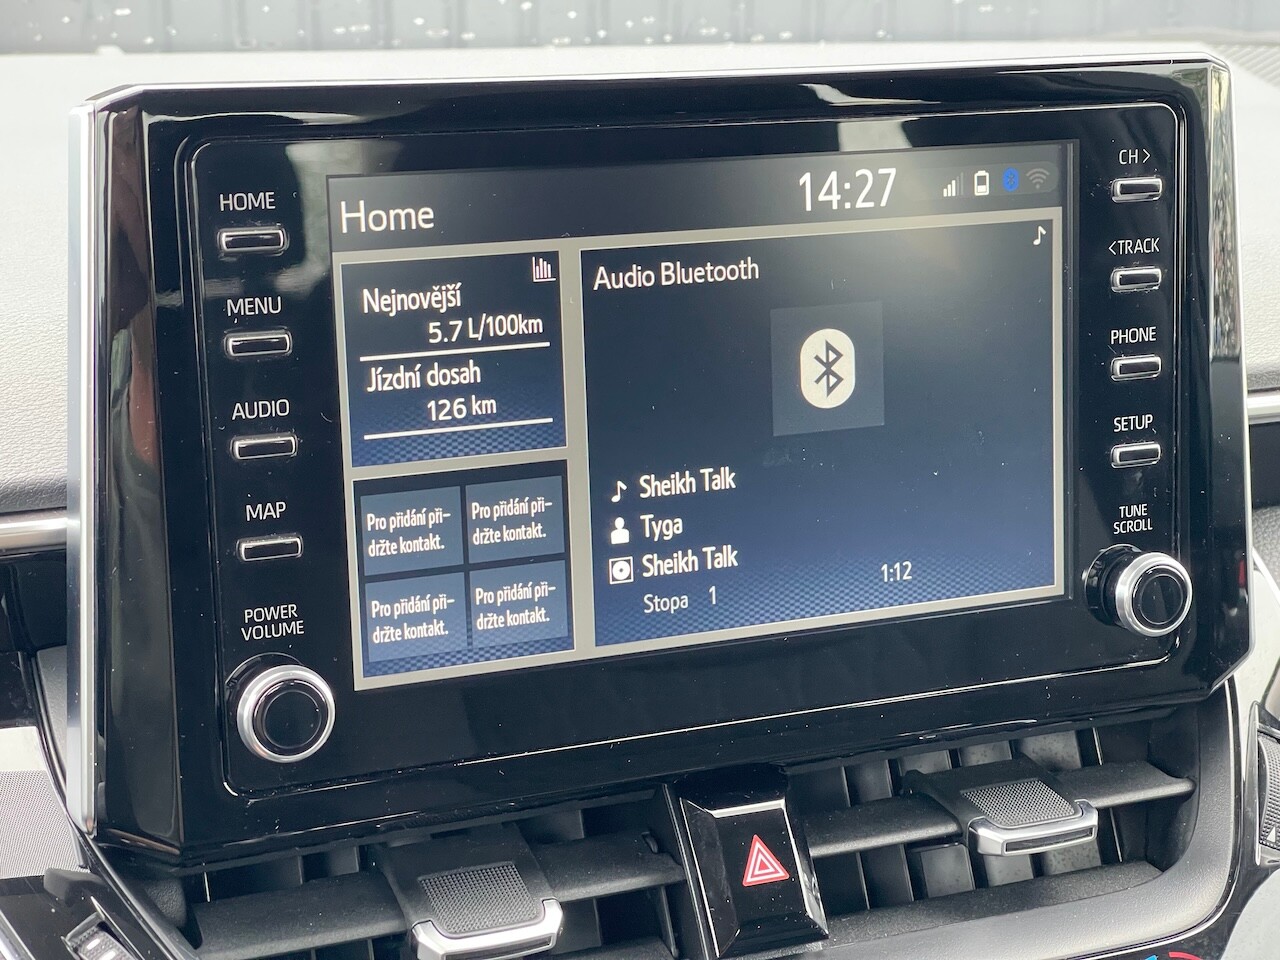 HOME
MENU
AUDIO
MAP
POWER
VOLUME
Home
14:27
Nejnovější
5.7 L/100km
Jízdní dosah
126 km
Pro přidání při-
držte kontakt.
Pro přidání při-
držte kontakt.
Pro přidání při-
držte kontakt.
Pro přidání při-
držte kontakt.
Audio Bluetooth
Sheikh Talk
Tyga
Sheikh Talk
Stopa 1
1:12
CH>
<TRACK
PHONE
SETUP
TUNE
SCROLL